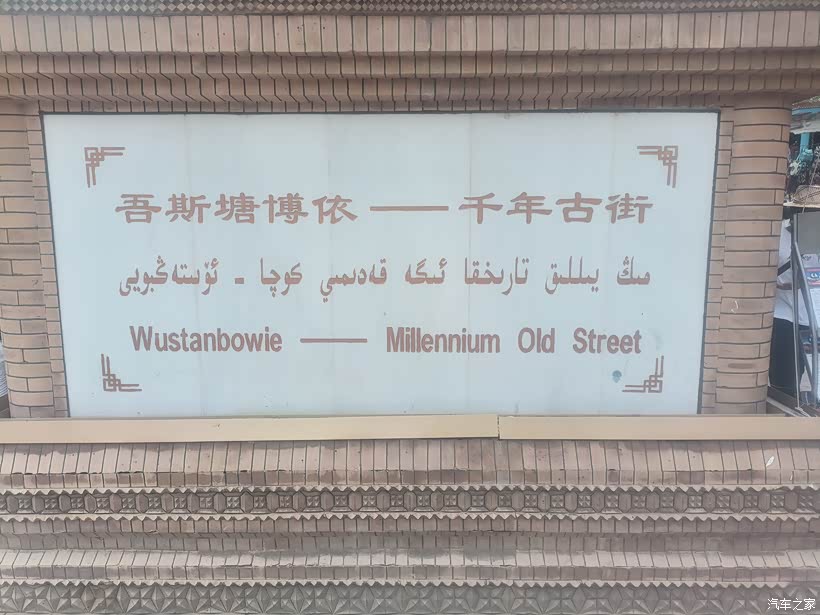 吾斯塘博依——千年古街
مىڭ يىللىق تارىخقا ئىگە قەدىمىي كوچا - ئۆستەڭبويى
Wustanbowie —— Millennium Old Street
汽车之家